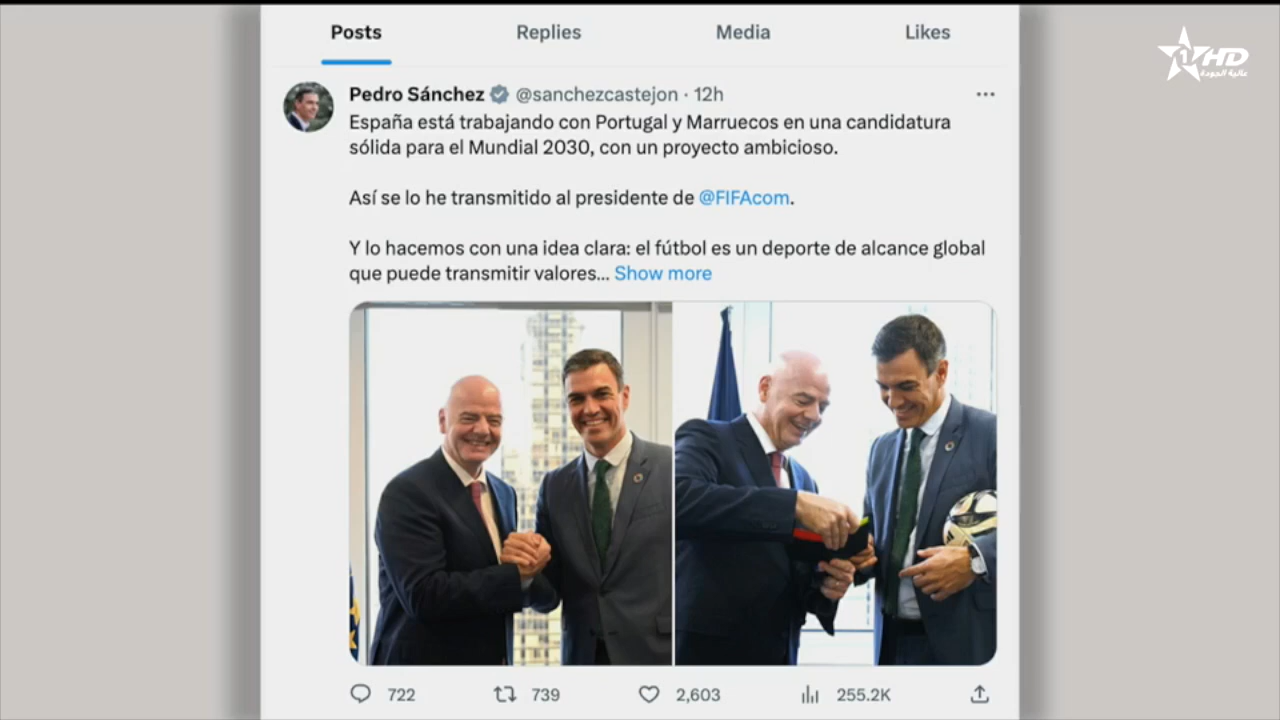 Posts Replies Media Likes
1HD
عالية الجودة
Pedro Sánchez @sanchezcastejon · 12h
España está trabajando con Portugal y Marruecos en una candidatura
sólida para el Mundial 2030, con un proyecto ambicioso.
Así se lo he transmitido al presidente de @FIFAcom.
Y lo hacemos con una idea clara: el fútbol es un deporte de alcance global
que puede transmitir valores... Show more
722 739 2,603 255.2K